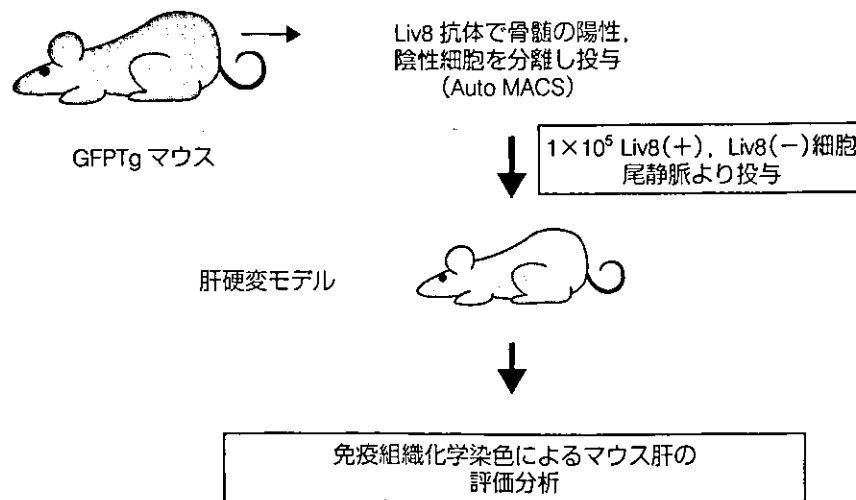 Liv8 抗体で骨髄の陽性,
陰性細胞を分離し投与
(Auto MACS)
GFPTg マウス
1×10⁵ Liv8(+), Liv8(−)細胞
尾静脈より投与
肝硬変モデル
免疫組織化学染色によるマウス肝の
評価分析